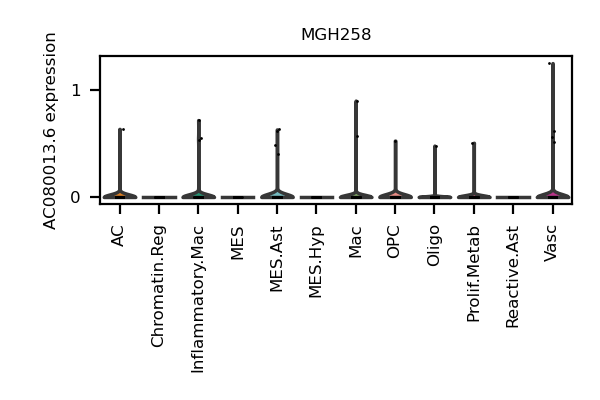 MGH258
AC080013.6 expression
1
0
AC
Chromatin.Reg
Inflammatory.Mac
MES
MES.Ast
MES.Hyp
Mac
OPC
Oligo
Prolif.Metab
Reactive.Ast
Vasc